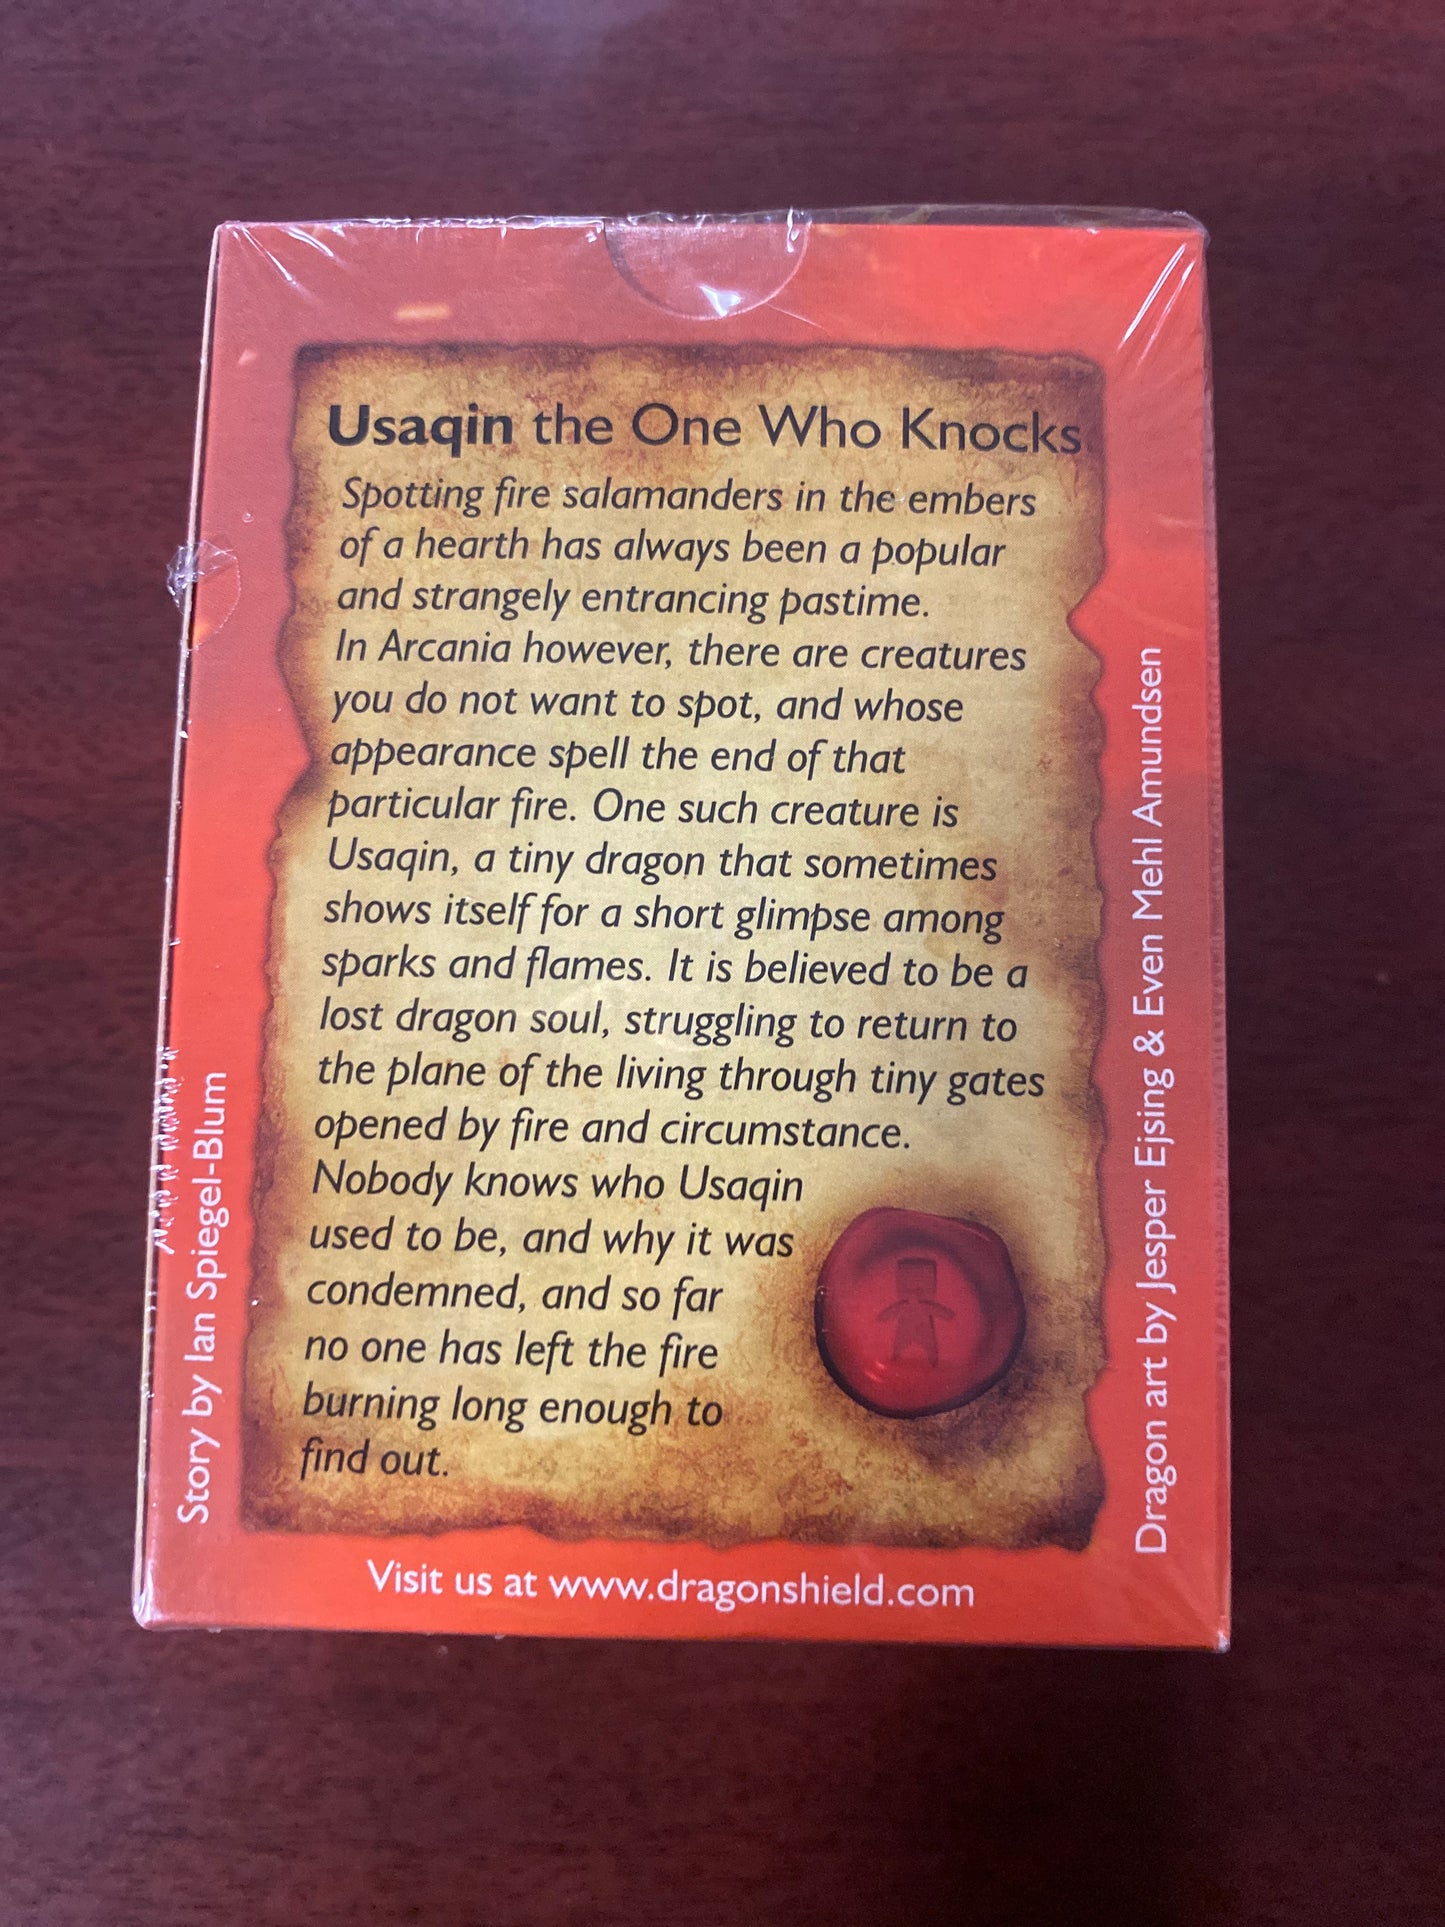 Usaqin the One Who Knocks
Spotting fire salamanders in the embers
of a hearth has always been a popular
and strangely entrancing pastime.
In Arcania however, there are creatures
you do not want to spot, and whose
appearance spell the end of that
particular fire. One such creature is
Usaqin, a tiny dragon that sometimes
shows itself for a short glimpse among
sparks and flames. It is believed to be a
lost dragon soul, struggling to return to
the plane of the living through tiny gates
opened by fire and circumstance.
Nobody knows who Usaqin
used to be, and why it was
condemned, and so far
no one has left the fire
burning long enough to
find out.
Story by Ian Spiegel-Blum
Dragon art by Jesper Ejsing & Even Mehl Amundsen
Visit us at www.dragonshield.com